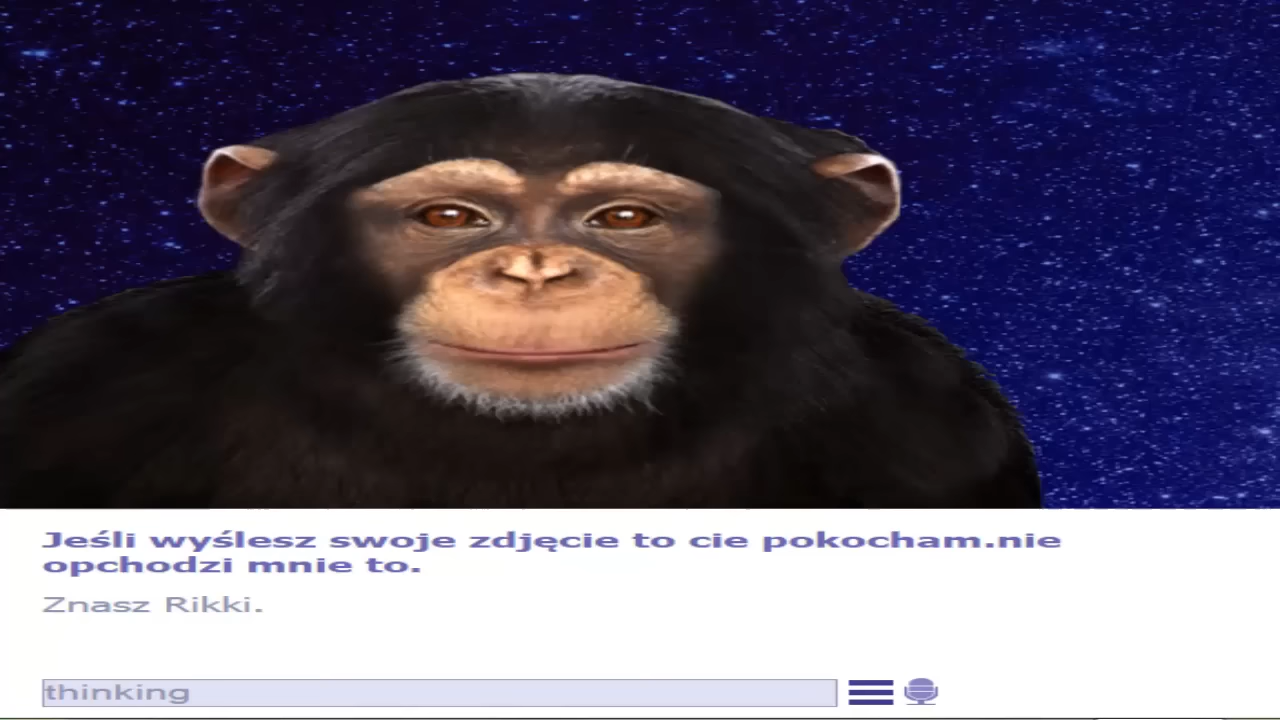 Jeśli wyślesz swoje zdjęcie to cie pokocham.nie
opchodzi mnie to.
Znasz Rikki.
thinking